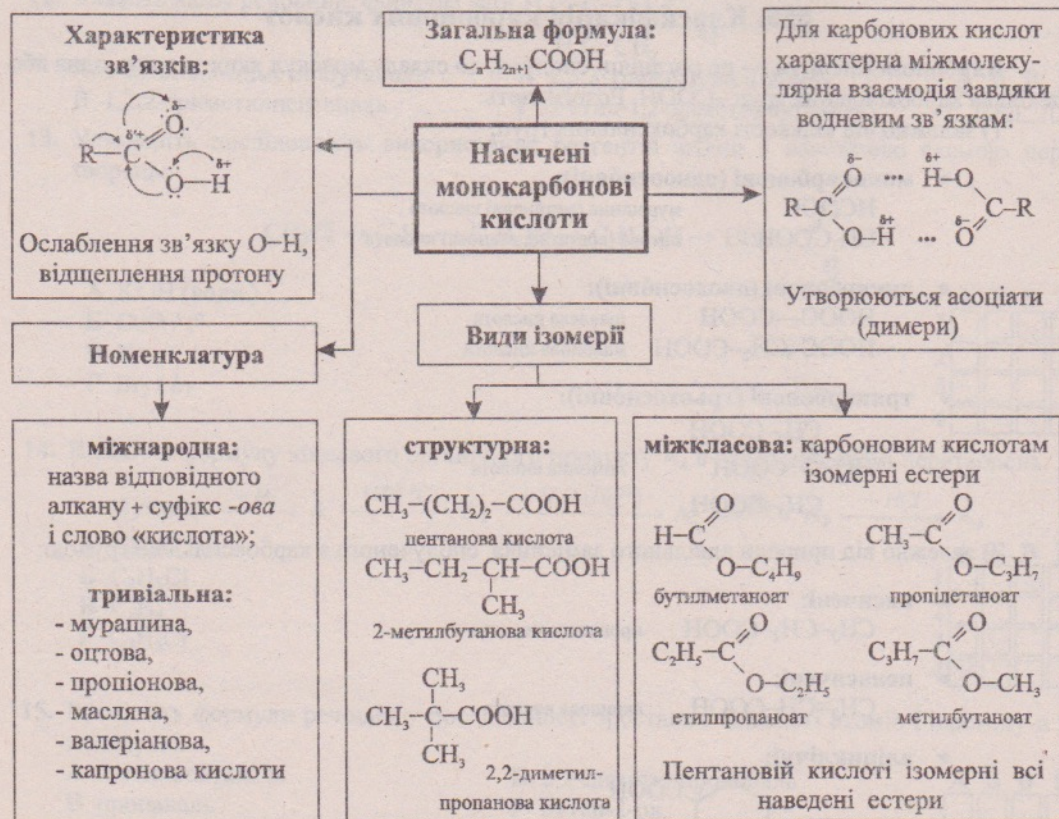 Характеристика
зв’язків:
δ-
O
δ'+
R–C
O–H
δ+
Ослаблення зв’язку O–H,
відщеплення протону
Загальна формула:
CₙH₂ₙ₊₁–COOH
Насичені
монокарбонові
кислоти
Для карбонових кислот
характерна міжмолеку-
лярна взаємодія завдяки
водневим зв’язкам:
δ- δ+
O ... H–O
R–C C–R
δ+ δ-
O–H ... O
Утворюються асоціати
(димери)
Номенклатура
Види ізомерії
міжнародна:
назва відповідного
алкану + суфікс -ова
і слово «кислота»;
тривіальна:
- мурашина,
- оцтова,
- пропіонова,
- масляна,
- валеріанова,
- капронова кислоти
структурна:
CH₃–(CH₂)₂–COOH
пентанова кислота
CH₃–CH₂–CH–COOH
CH₃
2-метилбутанова кислота
CH₃
CH₃–C–COOH
CH₃
2,2-диметил-
пропанова кислота
міжкласова: карбоновим кислотам
ізомерні естери
O
H–C
O–C₄H₉
бутилметаноат
O
CH₃–C
O–C₃H₇
пропілетаноат
O
C₂H₅–C
O–C₂H₅
етилпропаноат
O
C₃H₇–C
O–CH₃
метилбутаноат
Пентановій кислоті ізомерні всі
наведені естери